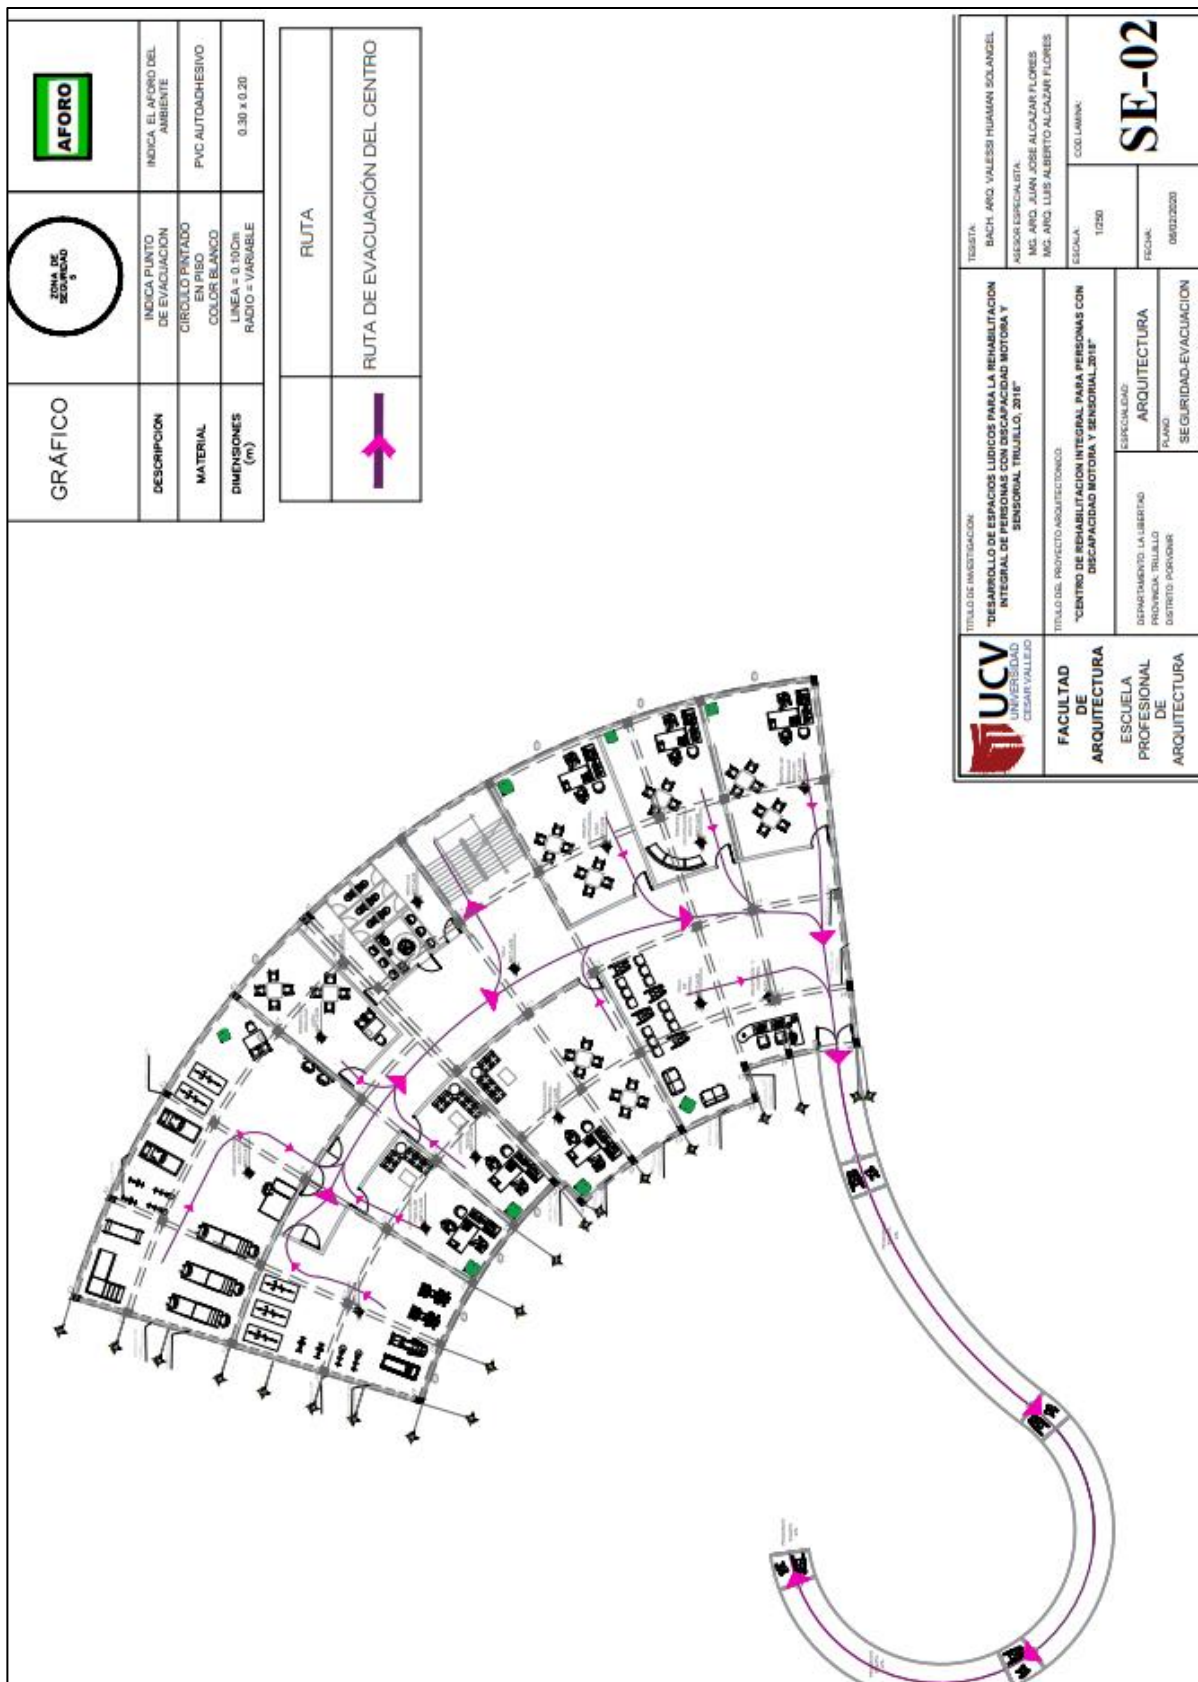 GRÁFICO
ZONA DE
SEGURIDAD
S
AFORO
DESCRIPCION
INDICA PUNTO
DE EVACUACION
INDICA EL AFORO DEL
AMBIENTE
MATERIAL
CIRCULO PINTADO
EN PISO
COLOR BLANCO
PVC AUTOADHESIVO
DIMENSIONES
(m)
LINEA = 0.10Cm
RADIO = VARIABLE
0.30 x 0.20
RUTA
RUTA DE EVACUACIÓN DEL CENTRO
UCV
UNIVERSIDAD
CESAR VALLEJO
FACULTAD
DE
ARQUITECTURA
ESCUELA
PROFESIONAL
DE
ARQUITECTURA
TITULO DE INVESTIGACION:
"DESARROLLO DE ESPACIOS LUDICOS PARA LA REHABILITACION
INTEGRAL DE PERSONAS CON DISCAPACIDAD MOTORA Y
SENSORIAL TRUJILLO, 2018"
TITULO DEL PROYECTO ARQUITECTONICO:
"CENTRO DE REHABILITACION INTEGRAL PARA PERSONAS CON
DISCAPACIDAD MOTORA Y SENSORIAL,2018"
DEPARTAMENTO: LA LIBERTAD
PROVINCIA: TRUJILLO
DISTRITO: PORVENIR
ESPECIALIDAD:
ARQUITECTURA
PLANO:
SEGURIDAD-EVACUACION
TESISTA:
BACH. ARQ. VALESSI HUAMAN SOLANGEL
ASESOR ESPECIALISTA:
MG. ARQ. JUAN JOSE ALCAZAR FLORES
MG. ARQ. LUIS ALBERTO ALCAZAR FLORES
ESCALA:
1/250
FECHA:
08/02/2020
COD.LAMINA:
SE-02